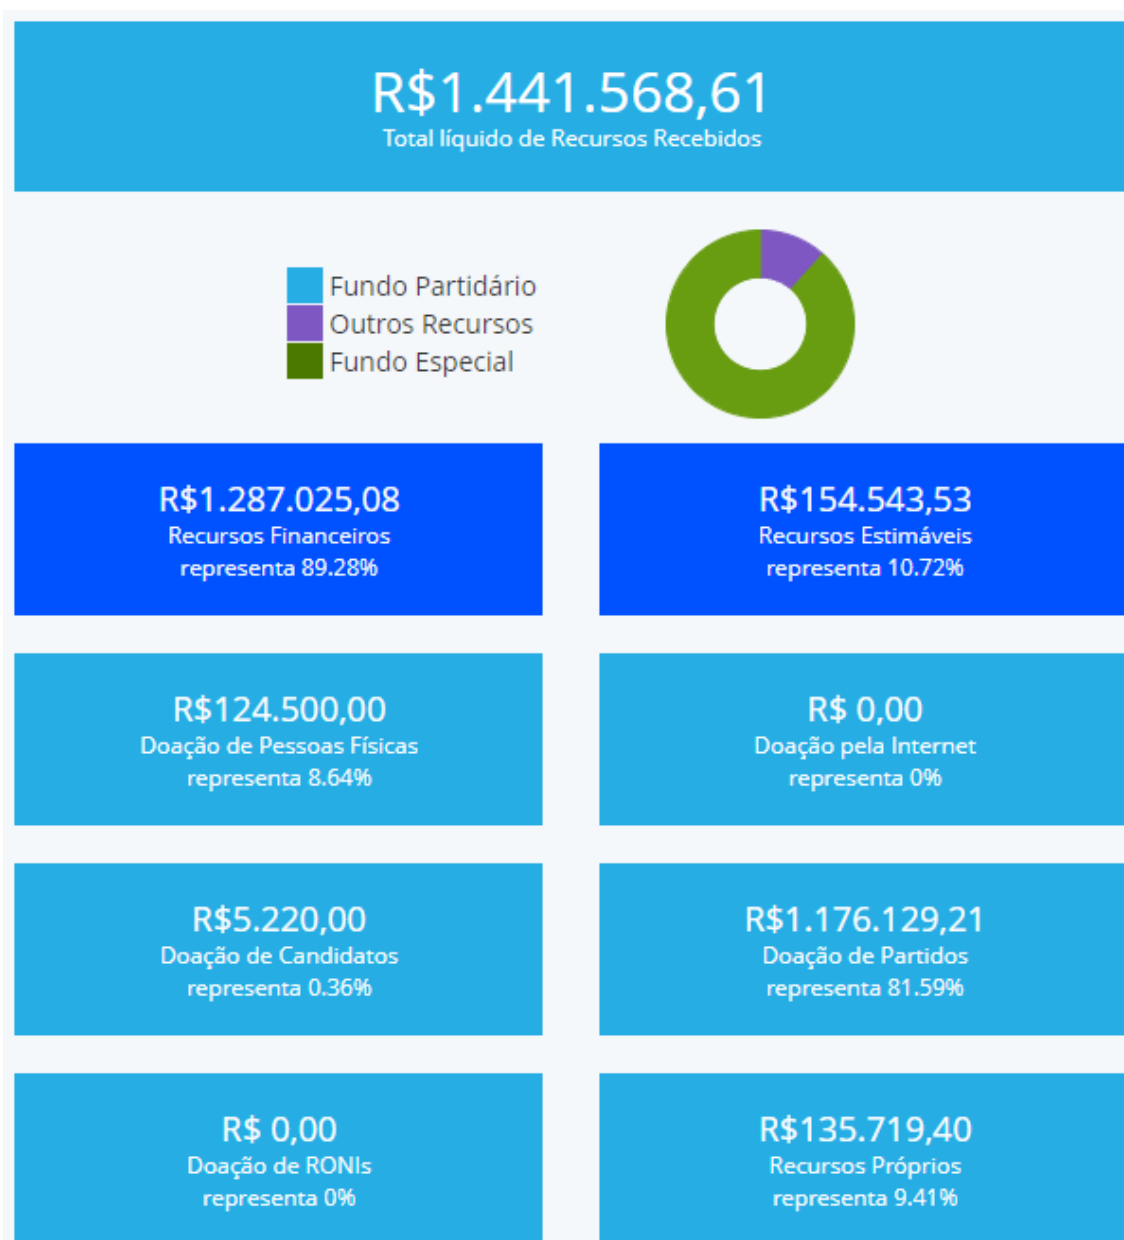 R$1.441.568,61
Total líquido de Recursos Recebidos
Fundo Partidário
Outros Recursos
Fundo Especial
R$1.287.025,08
Recursos Financeiros
representa 89.28%
R$154.543,53
Recursos Estimáveis
representa 10.72%
R$124.500,00
Doação de Pessoas Físicas
representa 8.64%
R$ 0,00
Doação pela Internet
representa 0%
R$5.220,00
Doação de Candidatos
representa 0.36%
R$1.176.129,21
Doação de Partidos
representa 81.59%
R$ 0,00
Doação de RONIs
representa 0%
R$135.719,40
Recursos Próprios
representa 9.41%